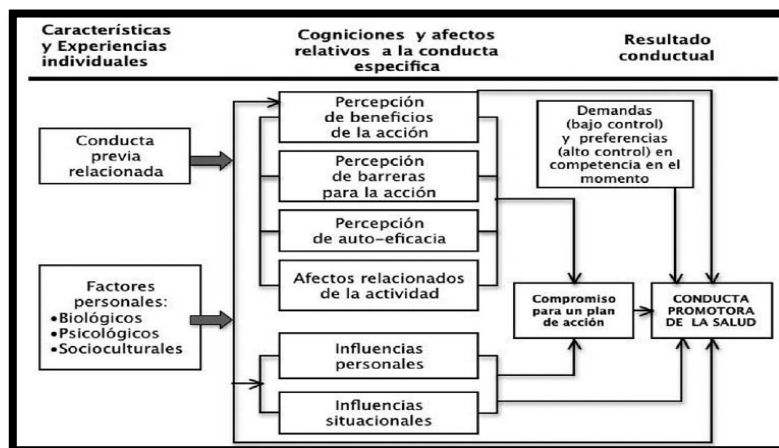 Características
y Experiencias
individuales
Cogniciones y afectos
relativos a la conducta
especifica
Resultado
conductual
Conducta
previa
relacionada
Factores
personales:
•Biológicos
•Psicológicos
•Socioculturales
Percepción
de beneficios
de la acción
Percepción
de barreras
para la acción
Percepción
de auto-eficacia
Afectos relacionados
de la actividad
Influencias
personales
Influencias
situacionales
Demandas
(bajo control)
y preferencias
(alto control) en
competencia en el
momento
Compromiso
para un plan
de acción
CONDUCTA
PROMOTORA
DE LA SALUD